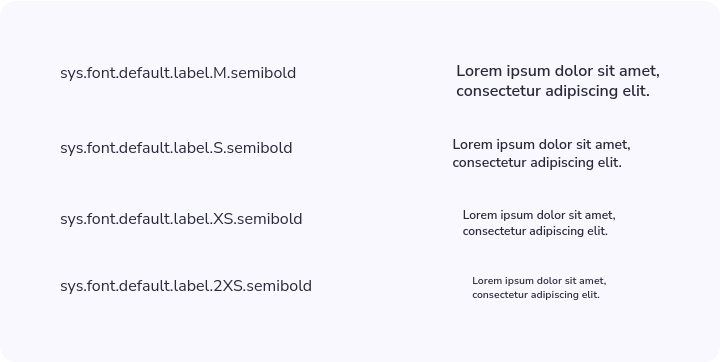 sys.font.default.label.M.semibold
Lorem ipsum dolor sit amet,
consectetur adipiscing elit.
sys.font.default.label.S.semibold
Lorem ipsum dolor sit amet,
consectetur adipiscing elit.
sys.font.default.label.XS.semibold
Lorem ipsum dolor sit amet,
consectetur adipiscing elit.
sys.font.default.label.2XS.semibold
Lorem ipsum dolor sit amet,
consectetur adipiscing elit.